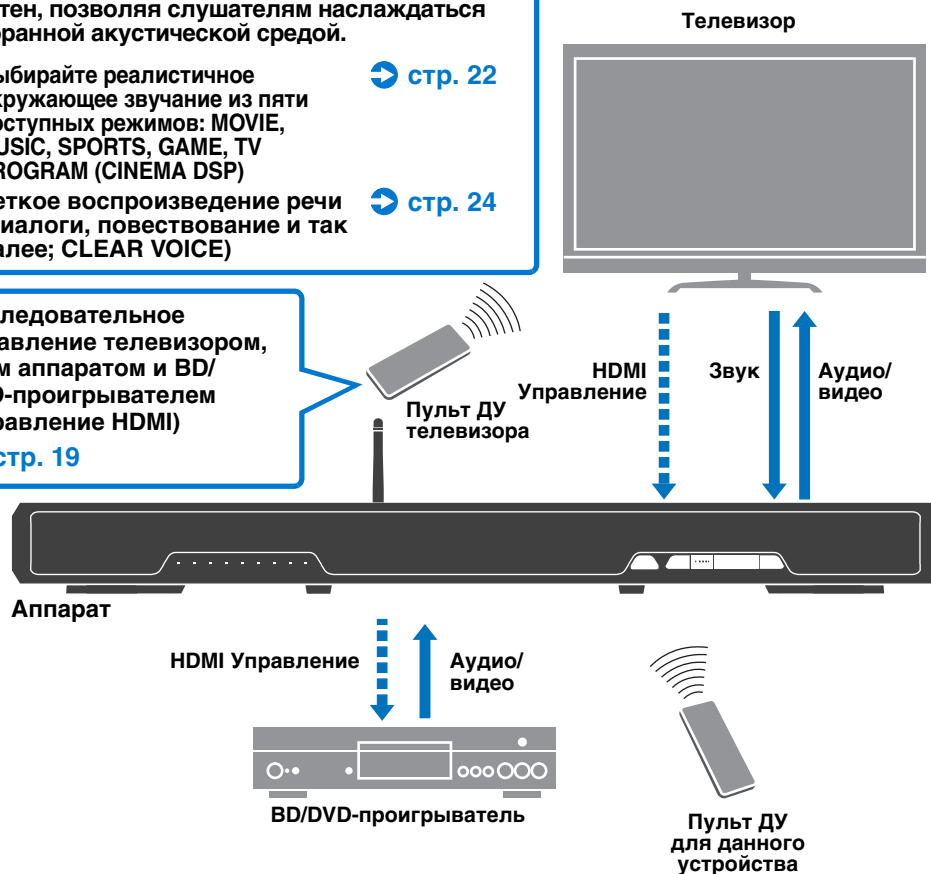 тен, позволяя слушателям наслаждаться
бранной акустической средой.
ыбирайте реалистичное
кружающее звучание из пяти
оступных режимов: MOVIE,
USIC, SPORTS, GAME, TV
ROGRAM (CINEMA DSP)
стр. 22
еткое воспроизведение речи
иалоги, повествование и так
алее; CLEAR VOICE)
стр. 24
ледовательное
авление телевизором,
м аппаратом и BD/
D-проигрывателем
равление HDMI)
стр. 19
Телевизор
Пульт ДУ
телевизора
HDMI
Управление
Звук
Аудио/
видео
Аппарат
HDMI Управление
Аудио/
видео
BD/DVD-проигрыватель
Пульт ДУ
для данного
устройства